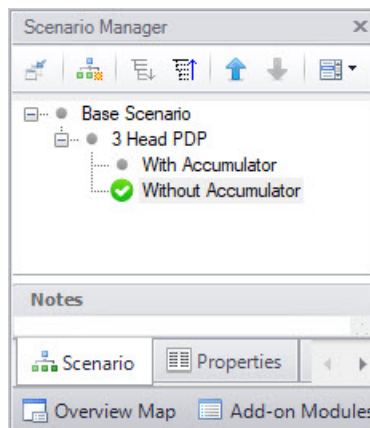 Scenario Manager
Base Scenario
3 Head PDP
With Accumulator
Without Accumulator
Notes
Scenario Properties
Overview Map Add-on Modules